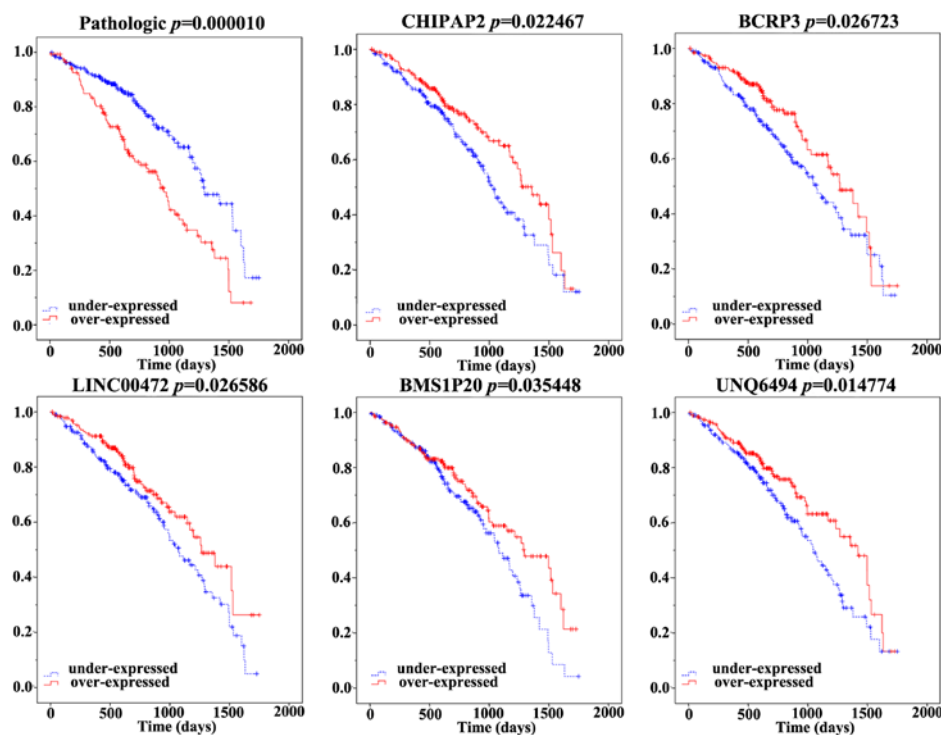 Pathologic p=0.000010
1.0
0.8
0.6
0.4
0.2
0.0
under-expressed
over-expressed
0 500 1000 1500 2000
Time (days)
CHIPAP2 p=0.022467
1.0
0.8
0.6
0.4
0.2
0.0
under-expressed
over-expressed
0 500 1000 1500 2000
Time (days)
BCRP3 p=0.026723
1.0
0.8
0.6
0.4
0.2
0.0
under-expressed
over-expressed
0 500 1000 1500 2000
Time (days)
LINC00472 p=0.026586
1.0
0.8
0.6
0.4
0.2
0.0
under-expressed
over-expressed
0 500 1000 1500 2000
Time (days)
BMS1P20 p=0.035448
1.0
0.8
0.6
0.4
0.2
0.0
under-expressed
over-expressed
0 500 1000 1500 2000
Time (days)
UNQ6494 p=0.014774
1.0
0.8
0.6
0.4
0.2
0.0
under-expressed
over-expressed
0 500 1000 1500 2000
Time (days)